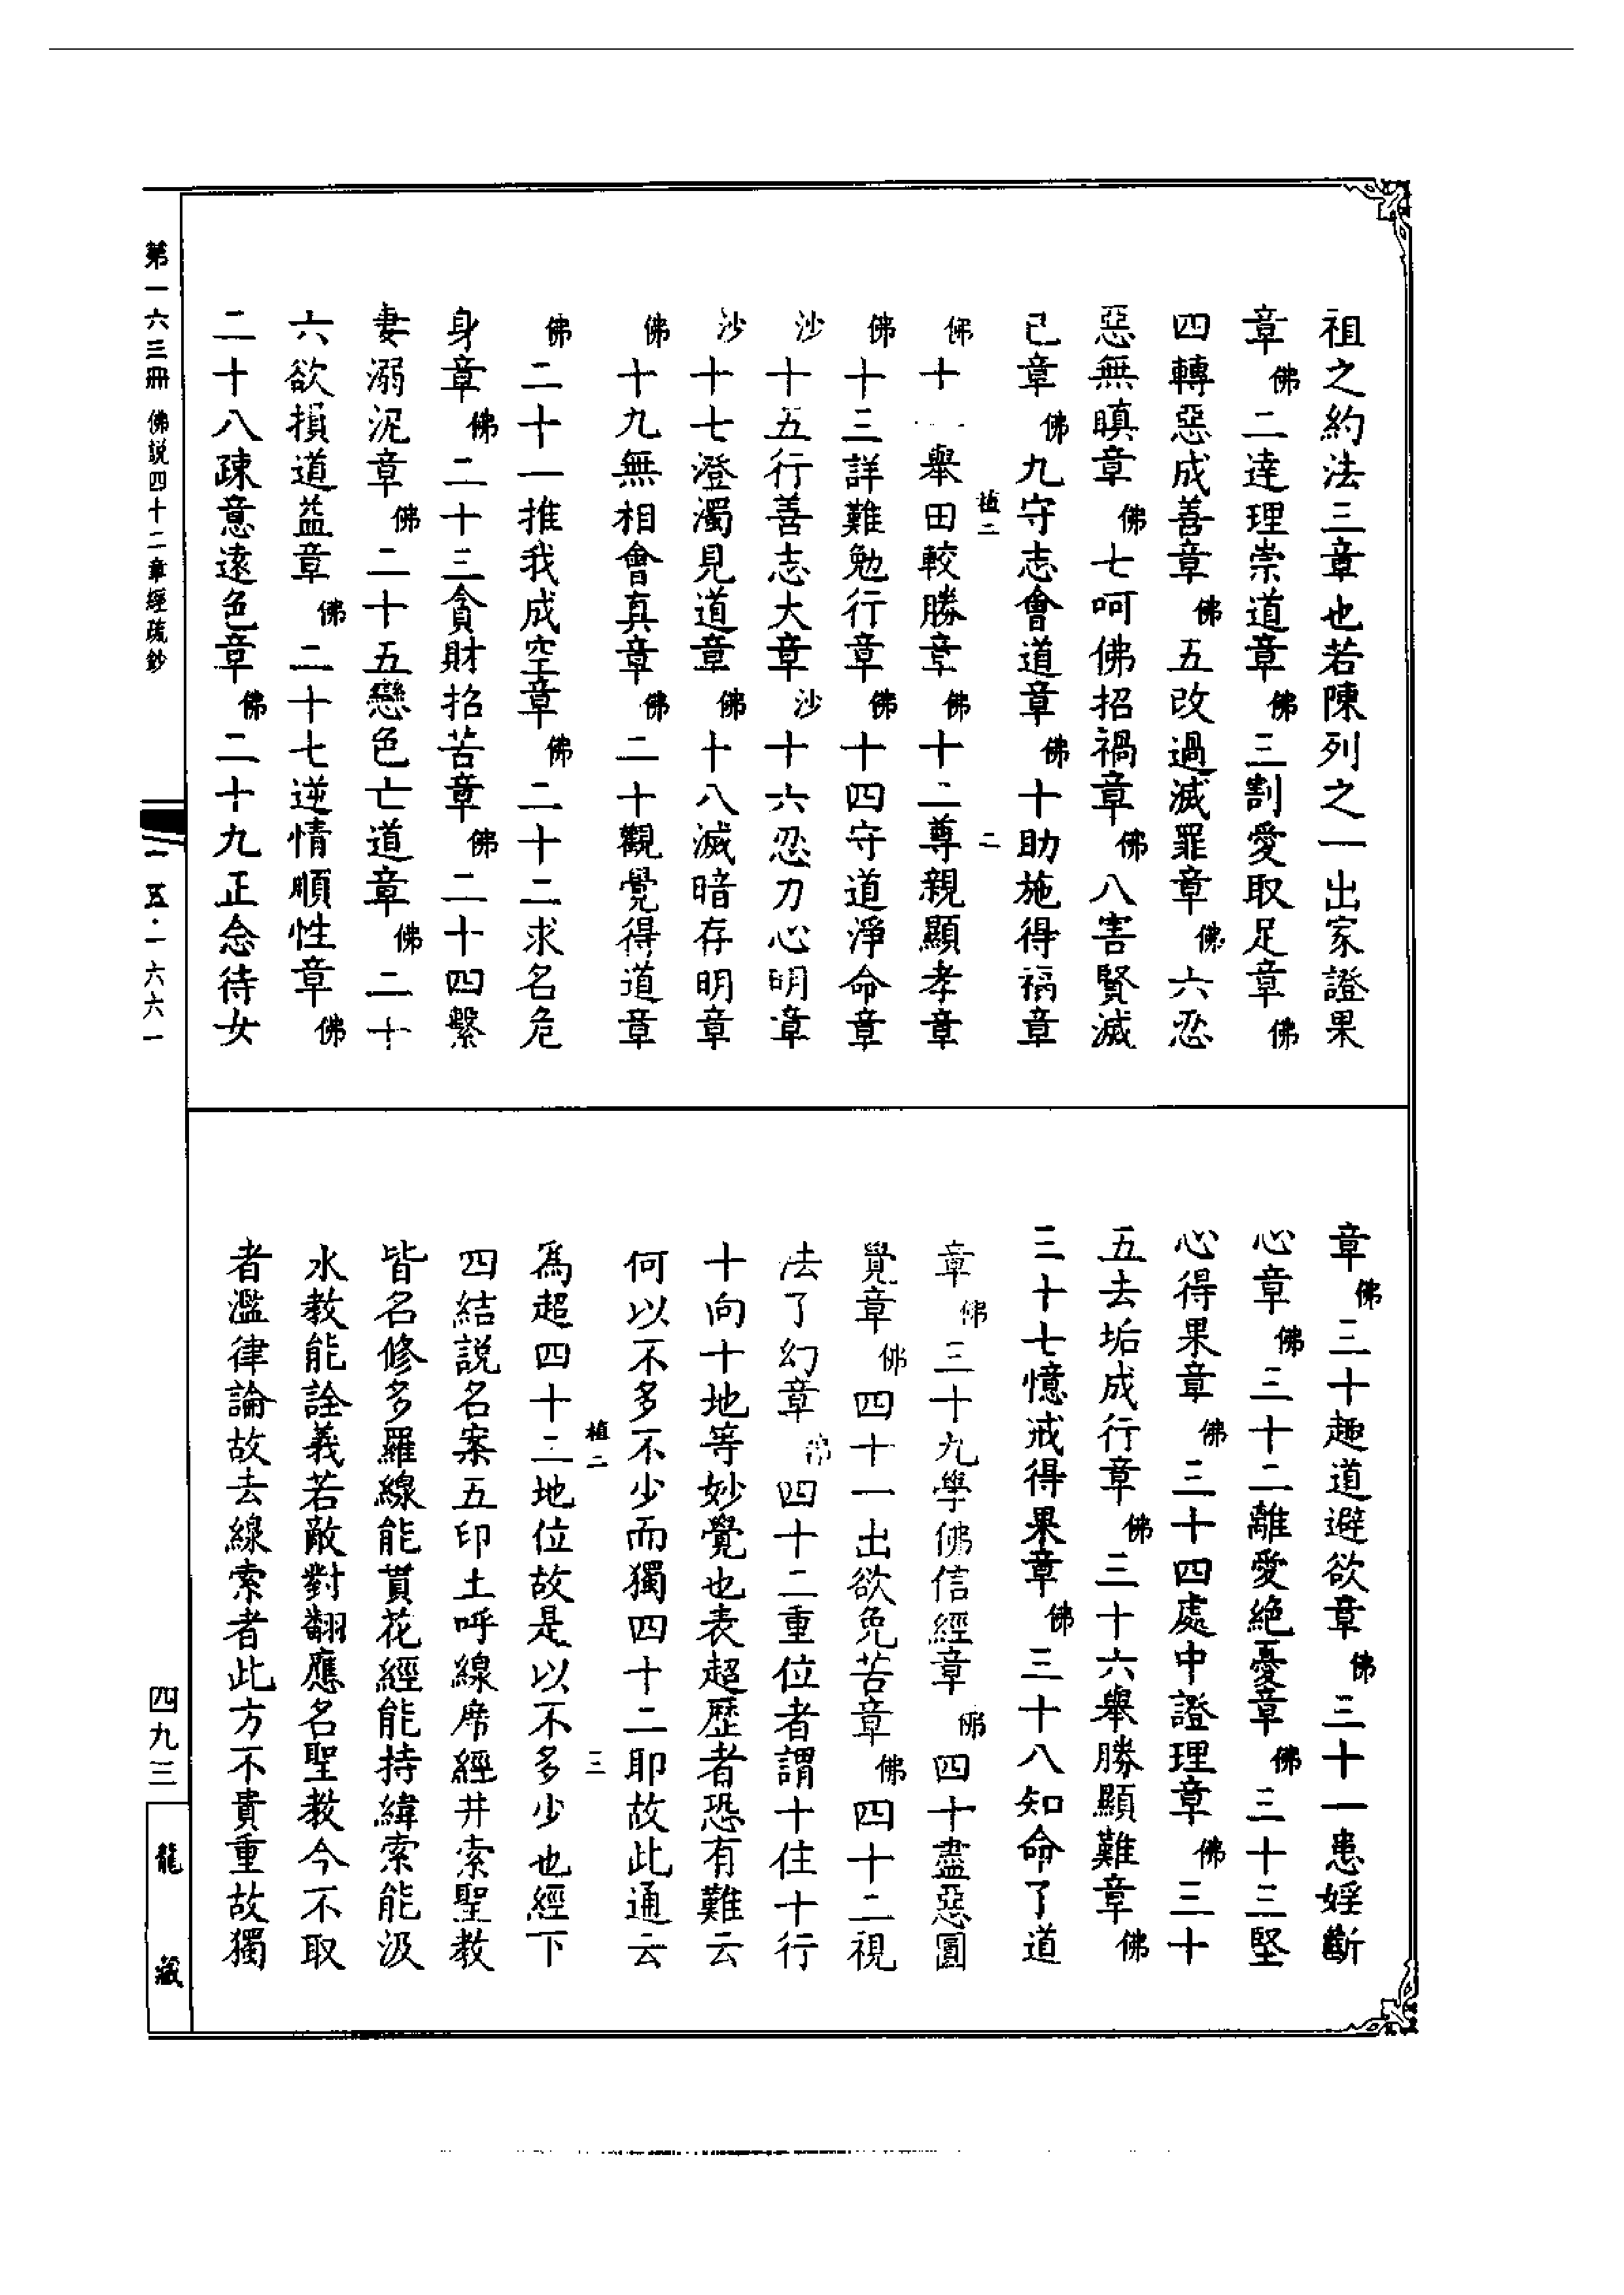 祖之約法三章也若陳列之一出家證果
章佛二達理崇道章佛三割愛取足章佛
四轉惡成善章佛五改過滅罪章佛六忍
惡無瞋章佛七呵佛招禍章佛八害賢滅
己章佛九守志會道章佛十助施得福章
植二 二
佛十一舉田較勝章佛十二尊親顯孝章
佛十三詳難勉行章佛十四守道淨命章
沙十五行善志大章沙十六忍力心明章
沙十七澄濁見道章佛十八滅暗存明章
佛十九無相會真章佛二十觀覺得道章
佛二十一推我成空章佛二十二求名危
身章佛二十三貪財招苦章佛二十四繫
妻溺泥章佛二十五戀色亡道章佛二十
六欲損道益章佛二十七逆情順性章佛
二十八疎意遠色章佛二十九正念待女
章佛三十趣道避欲章佛三十一患婬斷
心章佛三十二離愛絕憂章佛三十三堅
心得果章佛三十四處中證理章佛三十
五去垢成行章佛三十六舉勝顯難章佛
三十七憶戒得果章佛三十八知命了道
章佛三十九學佛信經章佛四十盡惡圓
覺章佛四十一出欲免苦章佛四十二視
法了幻章佛四十二重位者謂十住十行
十向十地等妙覺也表超歷者恐有難云
何以不多不少而獨四十二耶故此通云
植二 三
為超四十二地位故是以不多少也經下
四結說名案五印土呼線席經井索聖教
皆名修多羅線能貫花經能持緯索能汲
水教能詮義若敵對翻應名聖教今不取
者濫律論故去線索者此方不貴重故獨
第一六三冊 佛說四十二章經疏鈔
一五·一六六一
四九三
龍藏